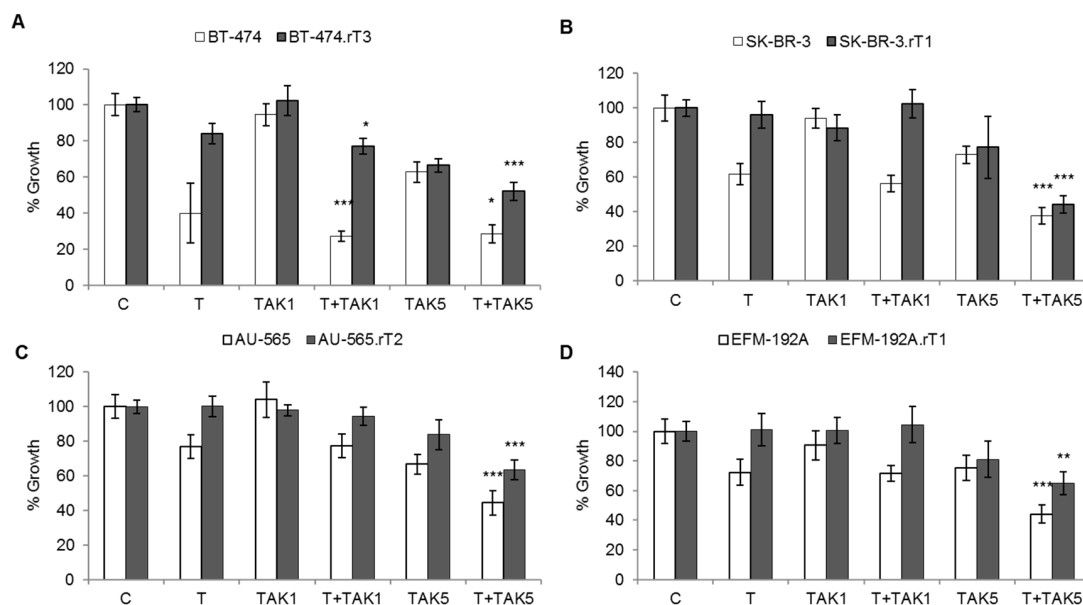 A
BT-474 BT-474.rT3
120
100
80
60
40
20
0
% Growth
*
***
*
***
C T TAK1 T+TAK1 TAK5 T+TAK5
B
SK-BR-3 SK-BR-3.rT1
120
100
80
60
40
20
0
% Growth
*** ***
C T TAK1 T+TAK1 TAK5 T+TAK5
C
AU-565 AU-565.rT2
120
100
80
60
40
20
0
% Growth
***
***
C T TAK1 T+TAK1 TAK5 T+TAK5
D
EFM-192A EFM-192A.rT1
140
120
100
80
60
40
20
0
% Growth
**
***
C T TAK1 T+TAK1 TAK5 T+TAK5